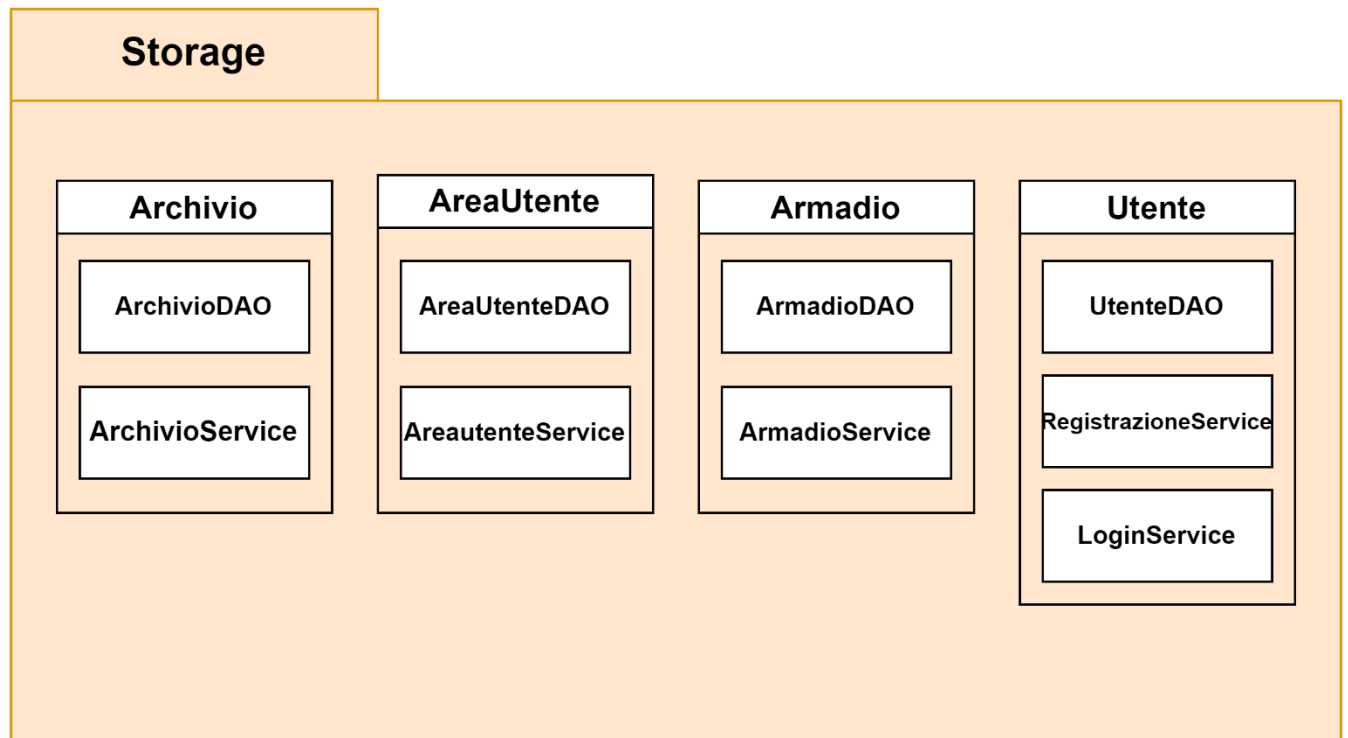 Storage
Archivio
ArchivioDAO
ArchivioService
AreaUtente
AreaUtenteDAO
AreautenteService
Armadio
ArmadioDAO
ArmadioService
Utente
UtenteDAO
RegistrazioneService
LoginService